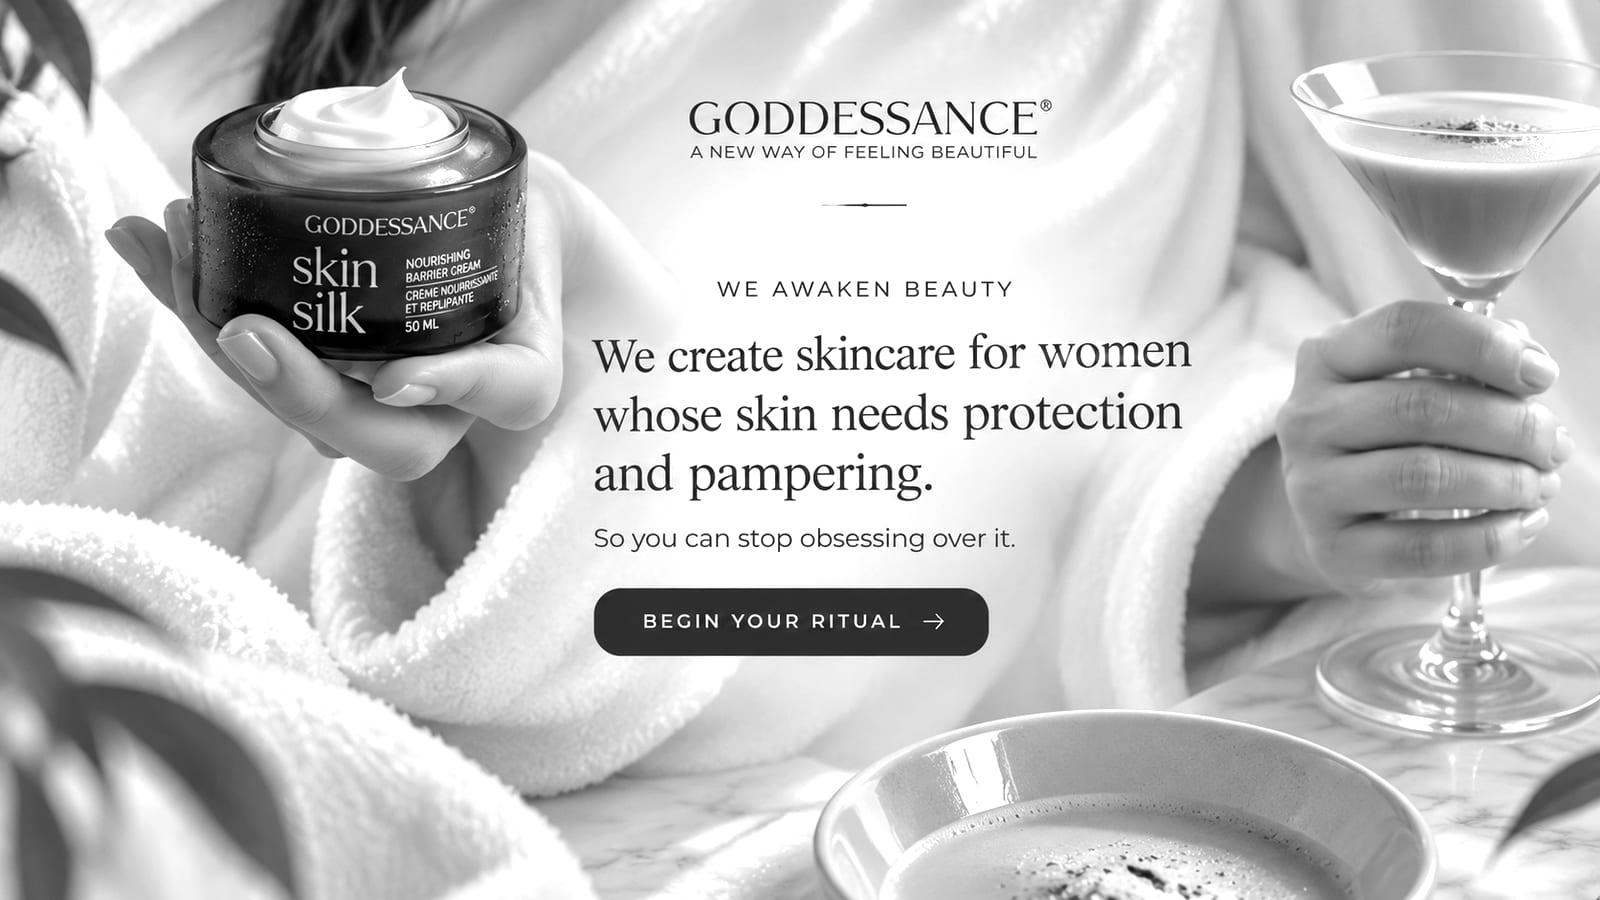 GODDESSANCE®
A NEW WAY OF FEELING BEAUTIFUL
GODDESSANCE®
skin
silk
NOURISHING
BARRIER CREAM
CRÈME NOURRISSANTE
ET REPLIPANTE
50 ML
WE AWAKEN BEAUTY
We create skincare for women
whose skin needs protection
and pampering.
So you can stop obsessing over it.
BEGIN YOUR RITUAL →